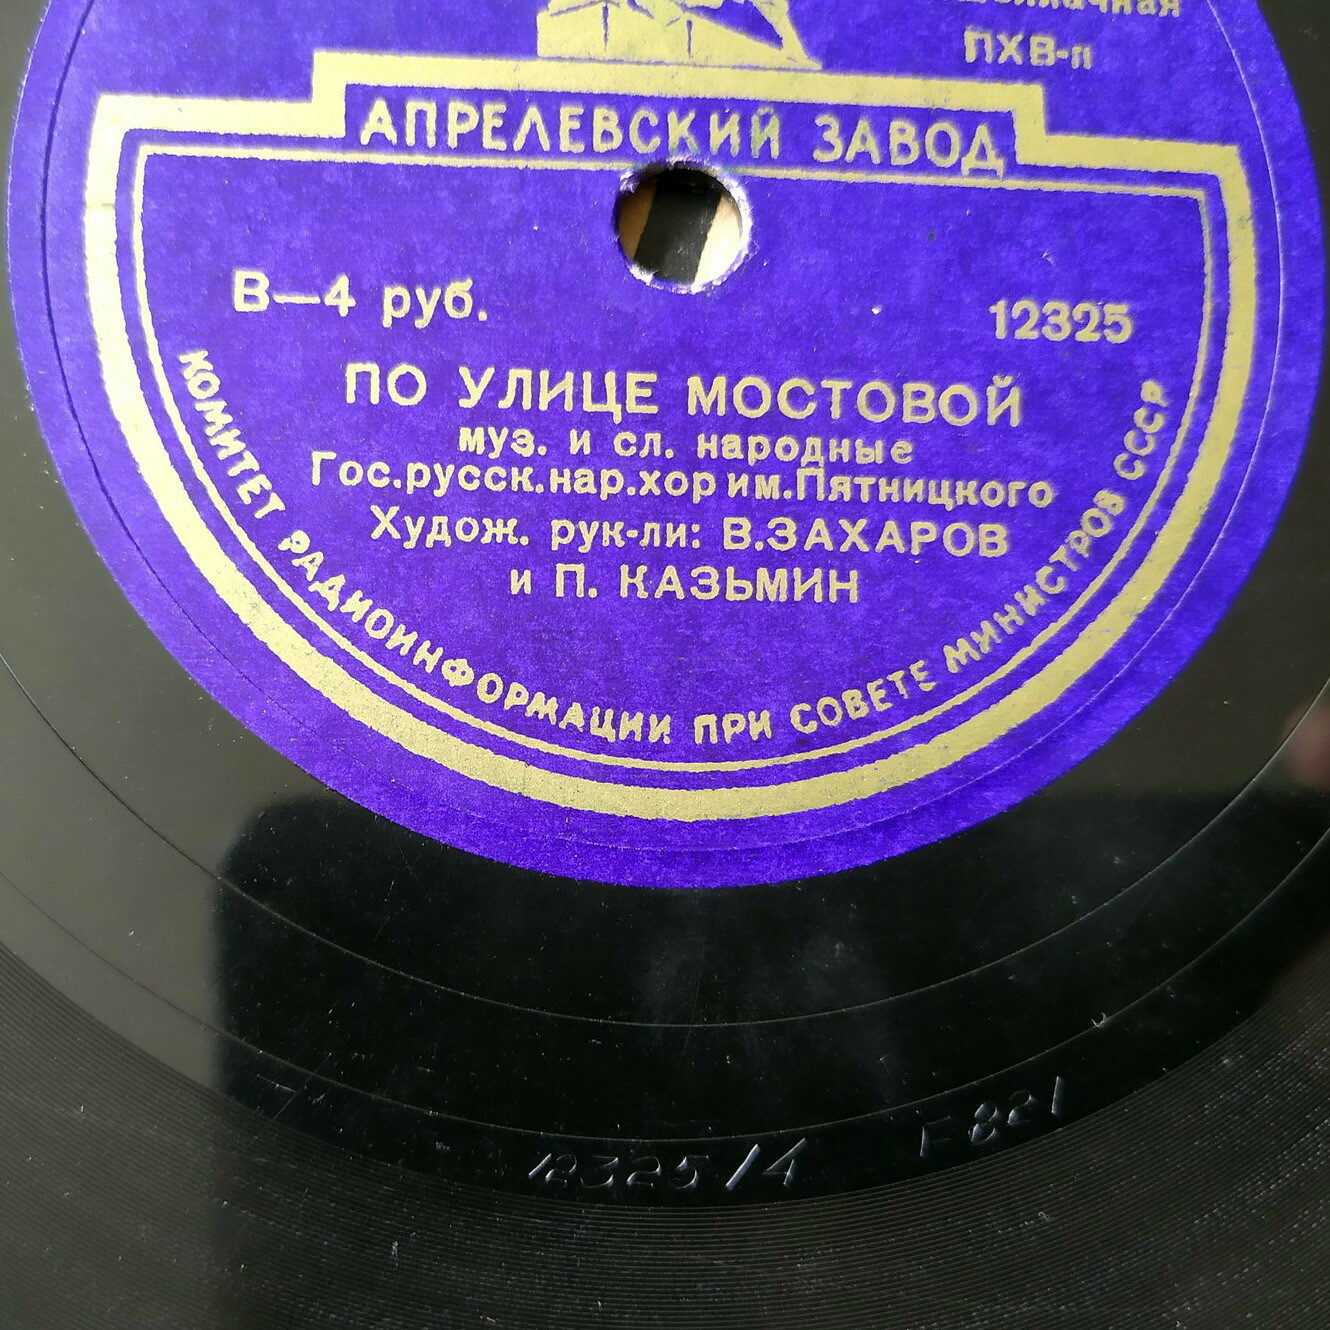 ПХВ-п
АПРЕЛЕВСКИЙ ЗАВОД
В—4 руб.
12325
ПО УЛИЦЕ МОСТОВОЙ
муз. и сл. народные
Гос.русск.нар.хор им.Пятницкого
Худож. рук-ли: В.ЗАХАРОВ
и П. КАЗЬМИН
КОМИТЕТ РАДИОИНФОРМАЦИИ ПРИ СОВЕТЕ МИНИСТРОВ СССР
12325/4 F821